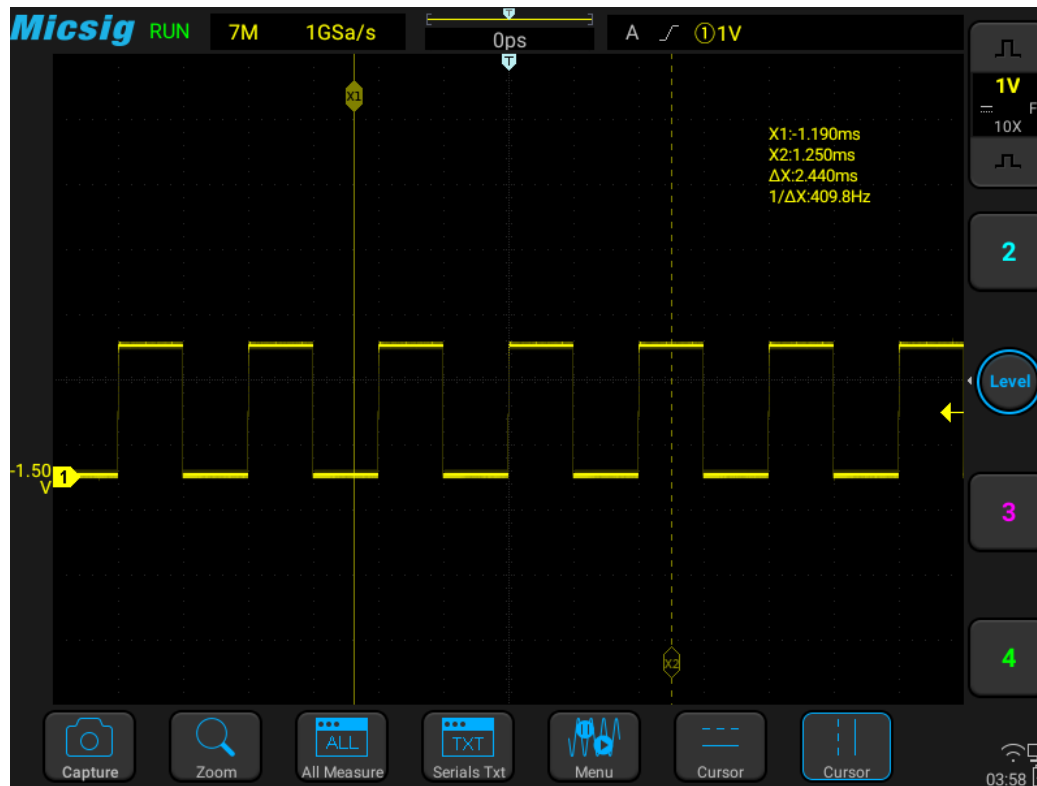 Micsig RUN 7M 1GSa/s 0ps A ①1V
T
T
X1
1V
F
10X
X1:-1.190ms
X2:1.250ms
ΔX:2.440ms
1/ΔX:409.8Hz
2
Level
-1.50
V
1
3
X2
4
ALL
TXT
Capture Zoom All Measure Serials Txt Menu Cursor Cursor
03:58